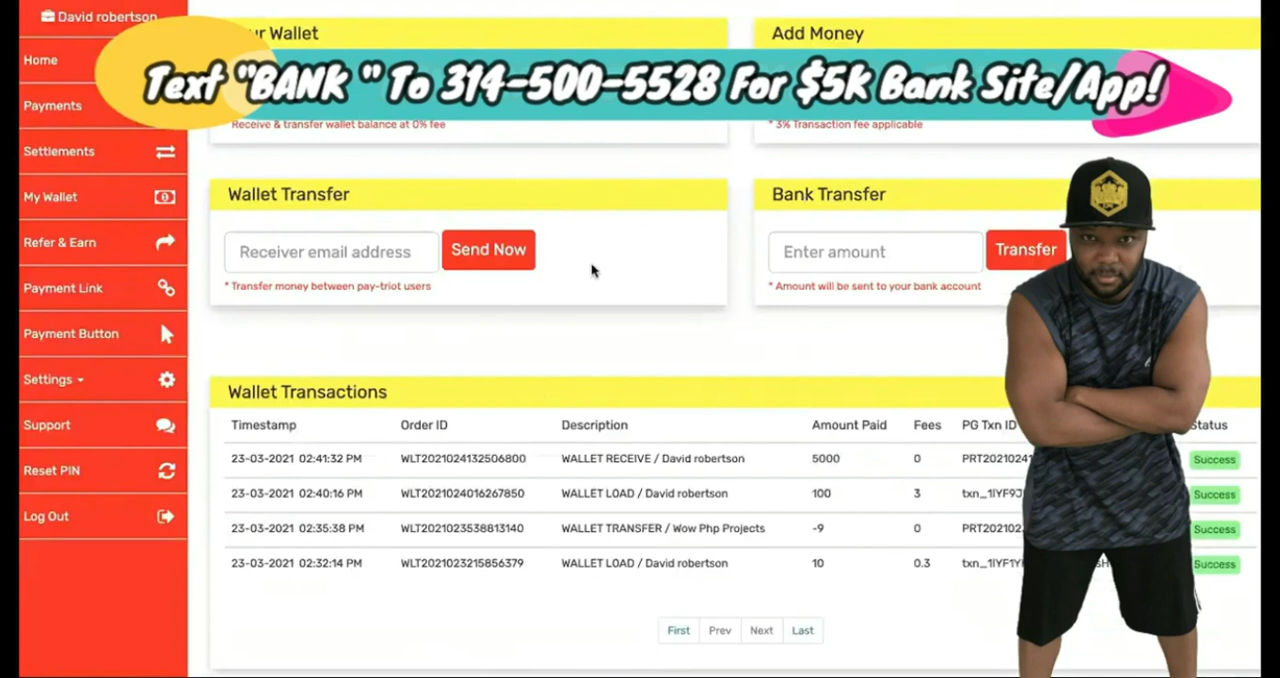 David robertson
Home
Payments
Settlements
My Wallet
Refer & Earn
Payment Link
Payment Button
Settings
Support
Reset PIN
Log Out
Text "BANK " To 314-500-5528 For $5K Bank Site/App!
Wallet
Add Money
Receive & transfer wallet balance at 0% fee
* 3% Transaction fee applicable
Wallet Transfer
Bank Transfer
Receiver email address Send Now
Enter amount Transfer
* Transfer money between pay-triot users
* Amount will be sent to your bank account
Wallet Transactions
Timestamp Order ID Description Amount Paid Fees PG Txn ID Status
23-03-2021 02:41:32 PM WLT2021024132506800 WALLET RECEIVE / David robertson 5000 0 Success
23-03-2021 02:40:16 PM WLT2021024016267850 WALLET LOAD / David robertson 100 3 Success
23-03-2021 02:35:38 PM WLT2021023538813140 WALLET TRANSFER / Wow Php Projects -9 0 Success
23-03-2021 02:32:14 PM WLT2021023215856379 WALLET LOAD / David robertson 10 0.3 Success
First Prev Next Last